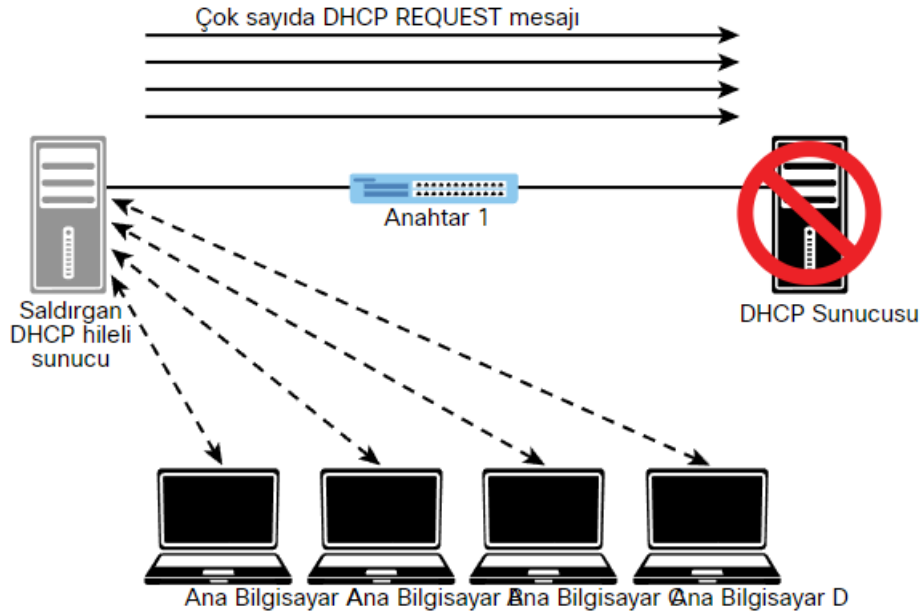 Çok sayıda DHCP REQUEST mesajı
Anahtar 1
Saldırgan
DHCP hileli
sunucu
DHCP Sunucusu
Ana Bilgisayar A
Ana Bilgisayar B
Ana Bilgisayar C
Ana Bilgisayar D